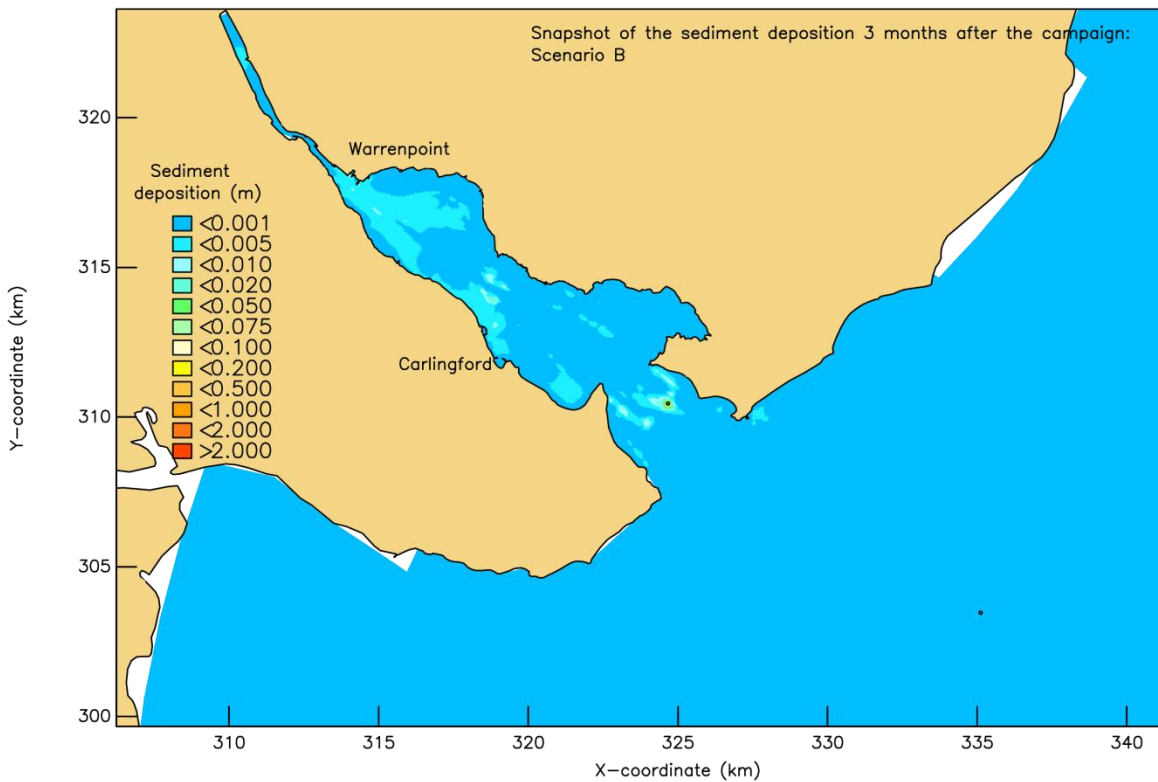 Snapshot of the sediment deposition 3 months after the campaign:
Scenario B
320
315
310
305
300
Y-coordinate (km)
Warrenpoint
Carlingford
Sediment
deposition (m)
<0.001
<0.005
<0.010
<0.020
<0.050
<0.075
<0.100
<0.200
<0.500
<1.000
<2.000
>2.000
310 315 320 325 330 335 340
X-coordinate (km)